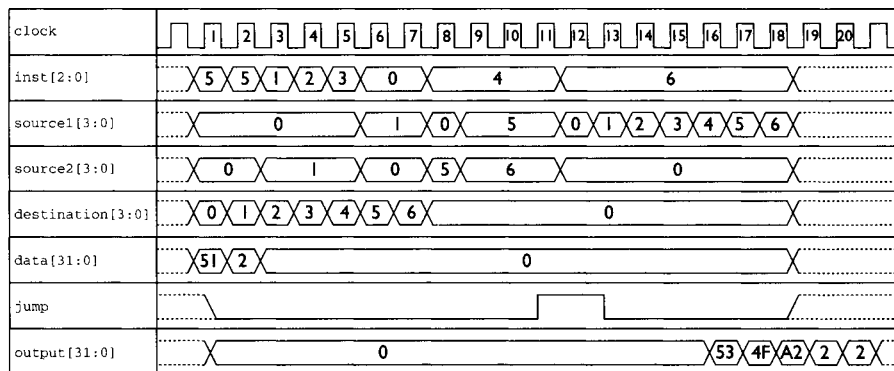 clock 1 2 3 4 5 6 7 8 9 10 11 12 13 14 15 16 17 18 19 20
inst[2:0] 5 5 1 2 3 0 4 6
source1[3:0] 0 1 0 5 0 1 2 3 4 5 6
source2[3:0] 0 1 0 5 6 0
destination[3:0] 0 1 2 3 4 5 6 0
data[31:0] 51 2 0
jump
output[31:0] 0 53 4F A2 2 2